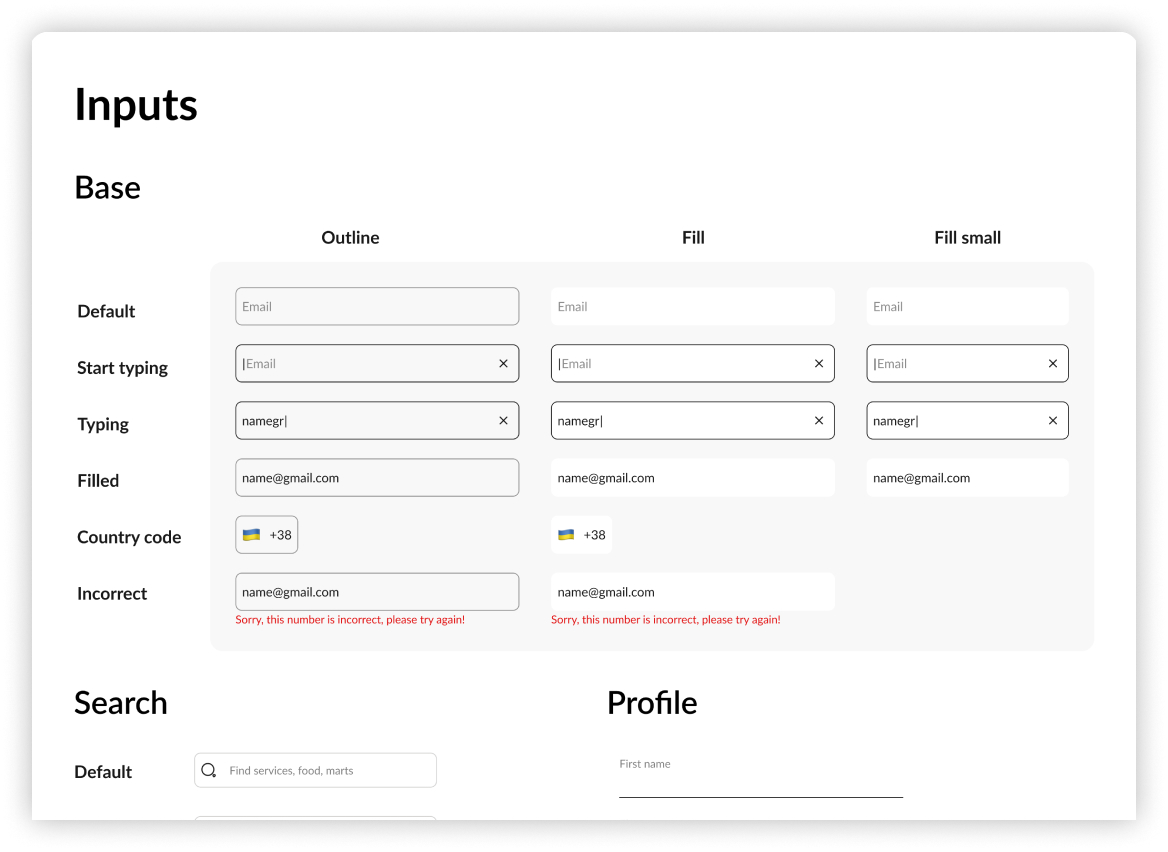 Inputs
Base
Outline Fill Fill small
Default Email Email Email
Start typing |Email × |Email × |Email ×
Typing namegr| × namegr| × namegr| ×
Filled name@gmail.com name@gmail.com name@gmail.com
Country code +38 +38
Incorrect name@gmail.com name@gmail.com
Sorry, this number is incorrect, please try again! Sorry, this number is incorrect, please try again!
Search Profile
First name
Default Find services, food, marts